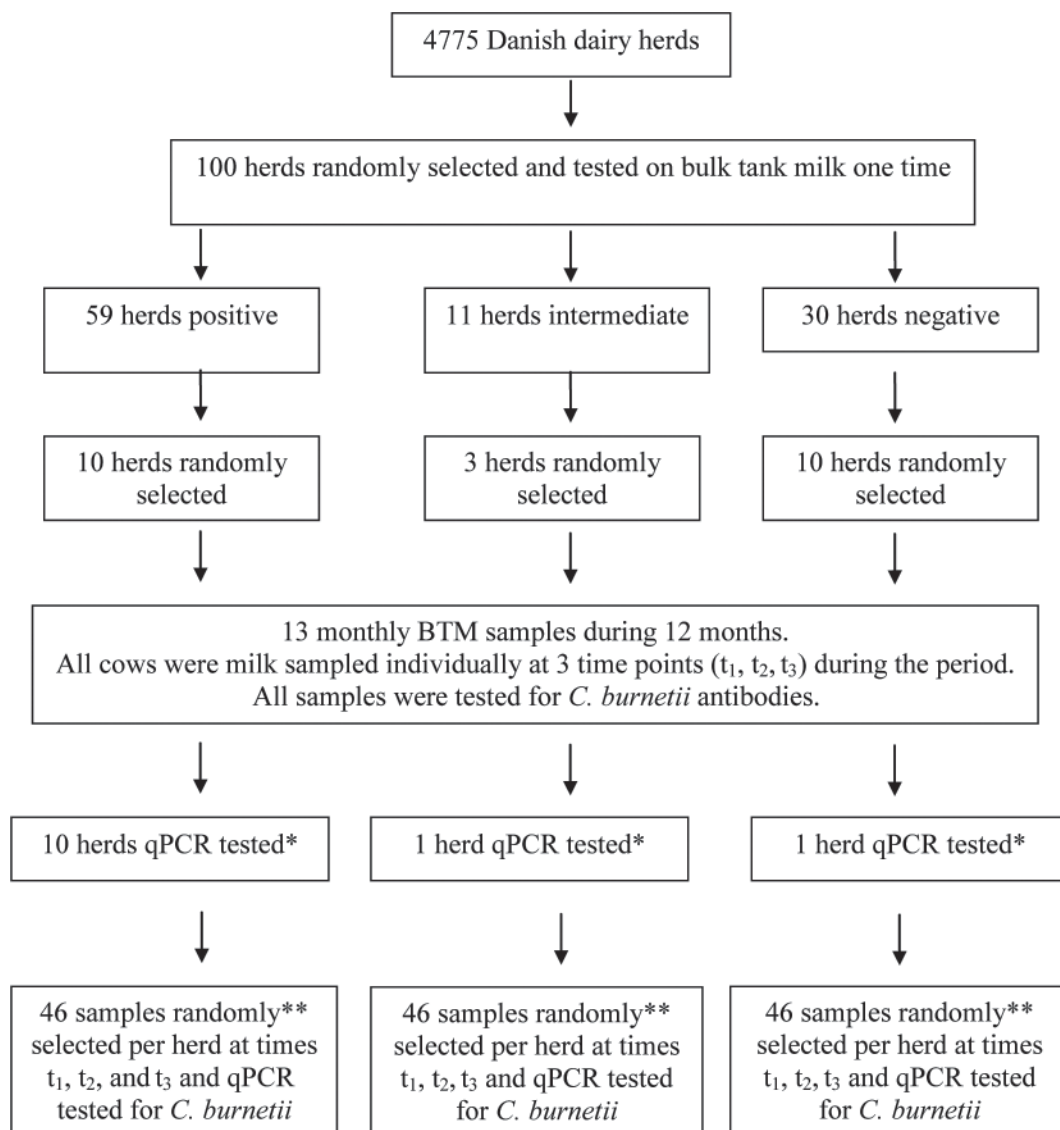 4775 Danish dairy herds
100 herds randomly selected and tested on bulk tank milk one time
59 herds positive
11 herds intermediate
30 herds negative
10 herds randomly
selected
3 herds randomly
selected
10 herds randomly
selected
13 monthly BTM samples during 12 months.
All cows were milk sampled individually at 3 time points (t₁, t₂, t₃) during the period.
All samples were tested for C. burnetii antibodies.
10 herds qPCR tested*
1 herd qPCR tested*
1 herd qPCR tested*
46 samples randomly**
selected per herd at times
t₁, t₂, and t₃ and qPCR
tested for C. burnetii
46 samples randomly**
selected per herd at times
t₁, t₂, t₃ and qPCR tested
for C. burnetii
46 samples randomly**
selected per herd at times
t₁, t₂, t₃ and qPCR tested
for C. burnetii